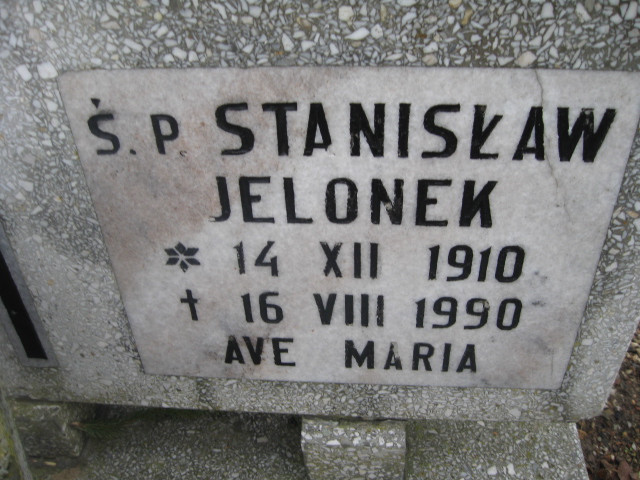 Ś.P. STANISŁAW
JELONEK
* 14 XII 1910
† 16 VIII 1990
AVE MARIA